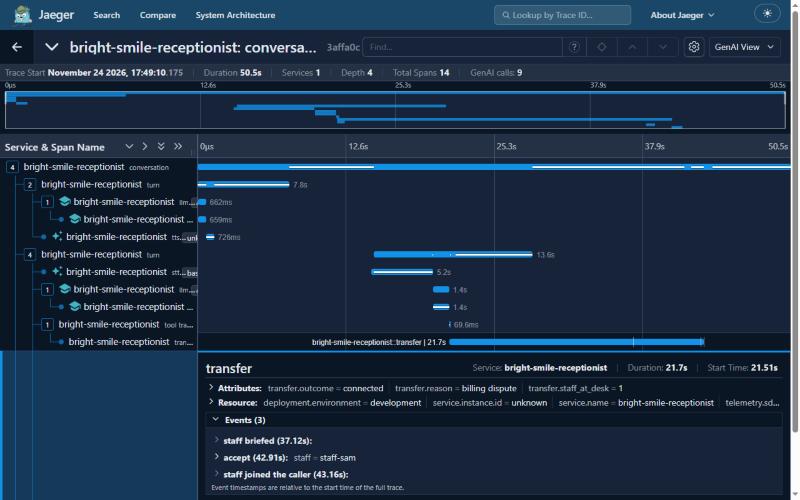 Jaeger Search Compare System Architecture Lookup by Trace ID... About Jaeger
bright-smile-receptionist: conversa... 3affa0c Find... GenAI View
Trace Start November 24 2026, 17:49:10.175 Duration 50.5s Services 1 Depth 4 Total Spans 14 GenAI calls: 9
0μs 12.6s 25.3s 37.9s 50.5s
Service & Span Name 0μs 12.6s 25.3s 37.9s 50.5s
4 bright-smile-receptionist conversation
2 bright-smile-receptionist turn 7.8s
1 bright-smile-receptionist 662ms
bright-smile-receptionist ... 659ms
bright-smile-receptionist tts... 726ms
4 bright-smile-receptionist turn 13.6s
bright-smile-receptionist stt... bas 5.2s
1 bright-smile-receptionist 1.4s
bright-smile-receptionist ... 1.4s
1 bright-smile-receptionist tool tra... 69.6ms
bright-smile-receptionist tran... bright-smile-receptionist::transfer | 21.7s
transfer Service: bright-smile-receptionist Duration: 21.7s Start Time: 21.51s
Attributes: transfer.outcome = connected transfer.reason = billing dispute transfer.staff_at_desk = 1
Resource: deployment.environment = development service.instance.id = unknown service.name = bright-smile-receptionist telemetry.sd...
Events (3)
staff briefed (37.12s):
accept (42.91s): staff = staff-sam
staff joined the caller (43.16s):
Event timestamps are relative to the start time of the full trace.